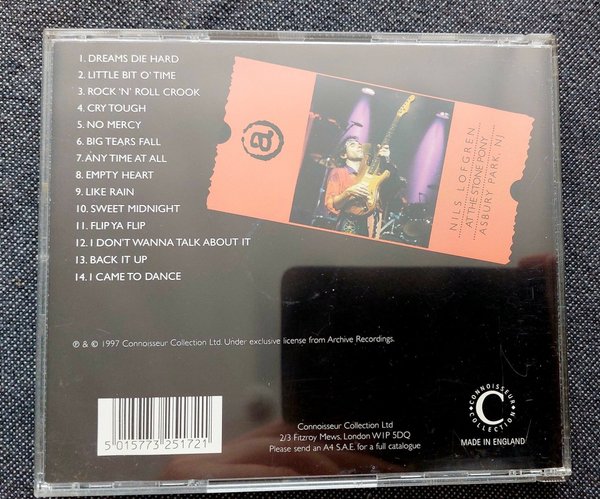 1. DREAMS DIE HARD
2. LITTLE BIT O' TIME
3. ROCK 'N' ROLL CROOK
4. CRY TOUGH
5. NO MERCY
6. BIG TEARS FALL
7. ANY TIME AT ALL
8. EMPTY HEART
9. LIKE RAIN
10. SWEET MIDNIGHT
11. FLIP YA FLIP
12. I DON'T WANNA TALK ABOUT IT
13. BACK IT UP
14. I CAME TO DANCE
a
NILS LOFGREN
AT THE STONE PONY
ASBURY PARK, NJ
℗ & © 1997 Connoisseur Collection Ltd. Under exclusive license from Archive Recordings.
5 015773 251721
Connoisseur Collection Ltd
2/3 Fitzroy Mews, London W1P 5DQ
Please send an A4 S.A.E. for a full catalogue
CONNOISSEUR
C
COLLECTION
MADE IN ENGLAND